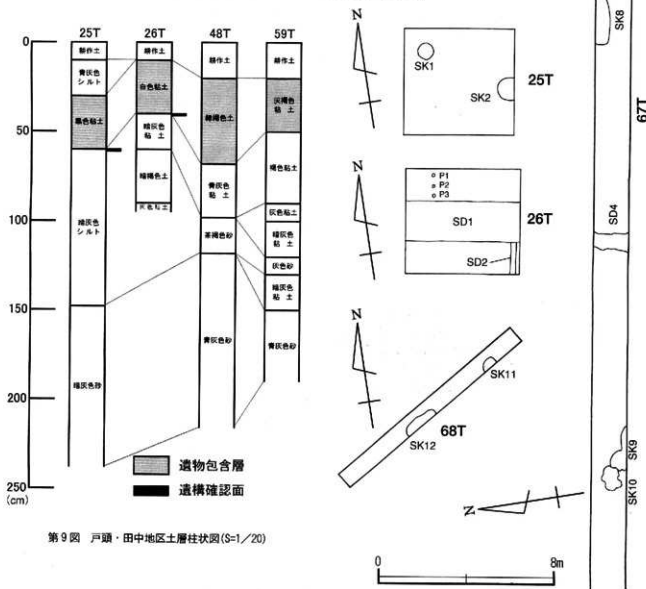 25T 26T 48T 59T
0
50
100
150
200
250
(cm)
耕作土
青灰色
シルト
黒色粘土
暗灰色
シルト
暗灰色砂
耕作土
白色粘土
暗灰色
粘土
暗褐色土
灰色粘土
耕作土
青灰色
粘土
茶褐色砂
青灰色砂
耕作土
灰褐色
粘土
褐色粘土
灰色粘土
暗灰色
粘土
灰色砂
暗灰色
粘土
青灰色砂
遺物包含層
遺構確認面
第9図 戸頭・田中地区土層柱状図(S=1/20)
N
SK1
SK2
25T
N
P1
P2
P3
SD1
SD2
26T
N
SK11
SK12
68T
N
0 8m
SK8
67T
SD4
SK9
SK10